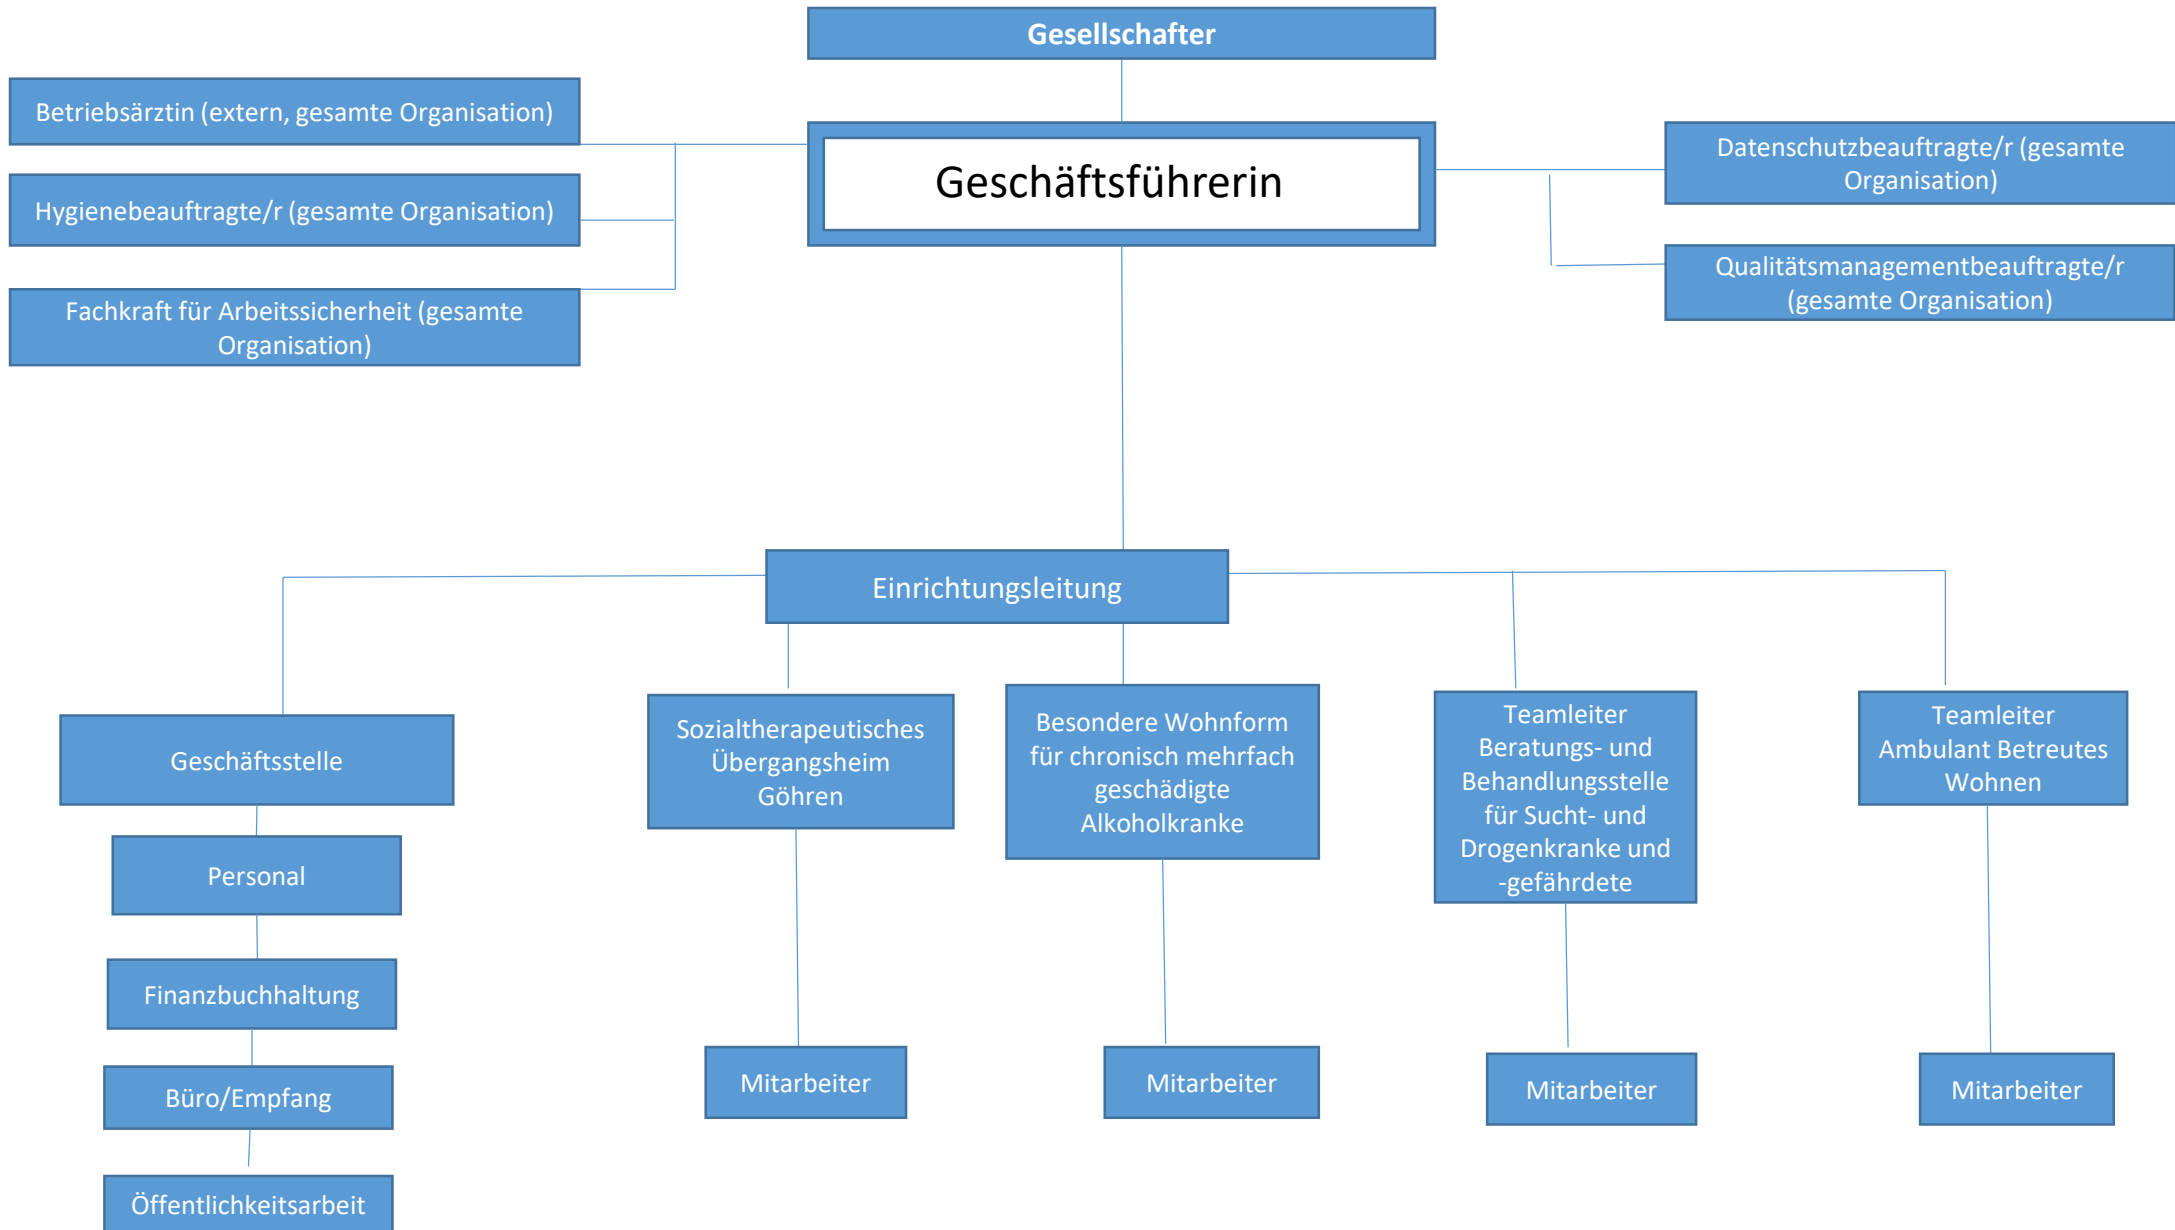 Gesellschafter
Betriebsärztin (extern, gesamte Organisation)
Hygienebeauftragte/r (gesamte Organisation)
Fachkraft für Arbeitssicherheit (gesamte
Organisation)
Geschäftsführerin
Datenschutzbeauftragte/r (gesamte
Organisation)
Qualitätsmanagementbeauftragte/r
(gesamte Organisation)
Einrichtungsleitung
Geschäftsstelle
Personal
Finanzbuchhaltung
Büro/Empfang
Öffentlichkeitsarbeit
Sozialtherapeutisches
Übergangsheim
Göhren
Mitarbeiter
Besondere Wohnform
für chronisch mehrfach
geschädigte
Alkoholkranke
Mitarbeiter
Teamleiter
Beratungs- und
Behandlungsstelle
für Sucht- und
Drogenkranke und
-gefährdete
Mitarbeiter
Teamleiter
Ambulant Betreutes
Wohnen
Mitarbeiter